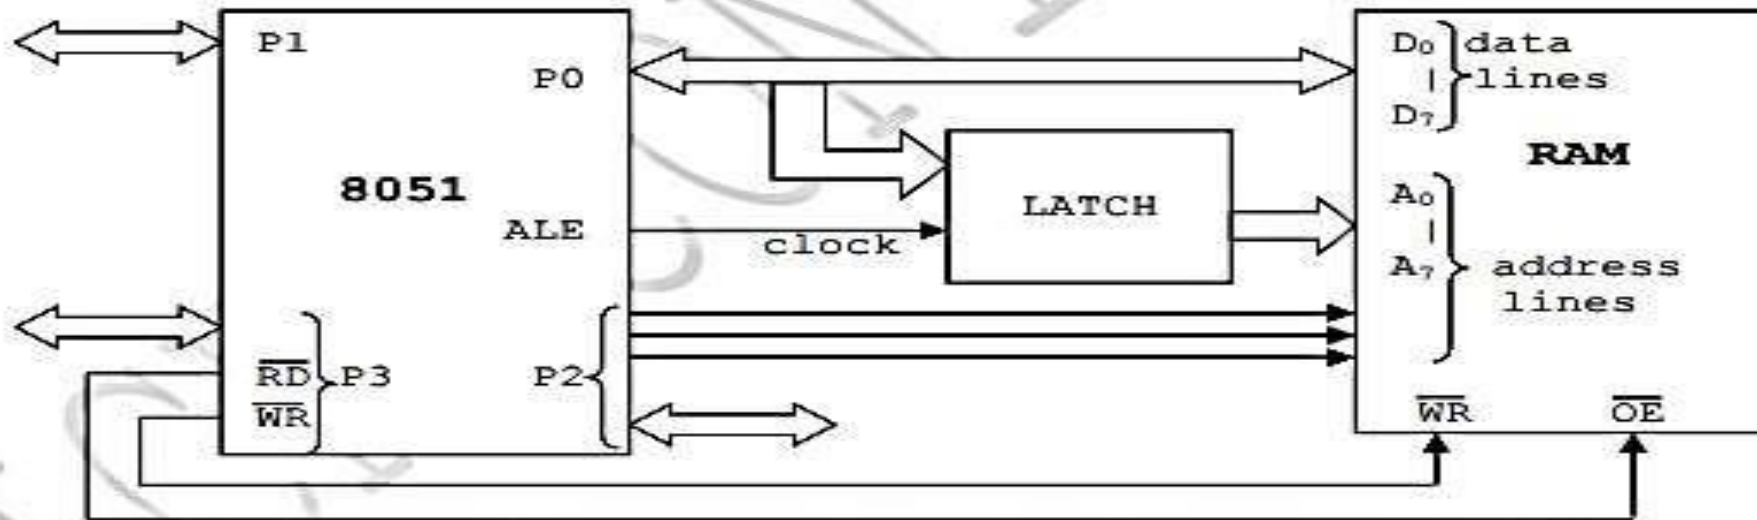 P1
P0
8051
ALE
clock
RD
WR
P3
P2
LATCH
D₀
|
D₇
data
lines
RAM
A₀
|
A₇
address
lines
WR
OE